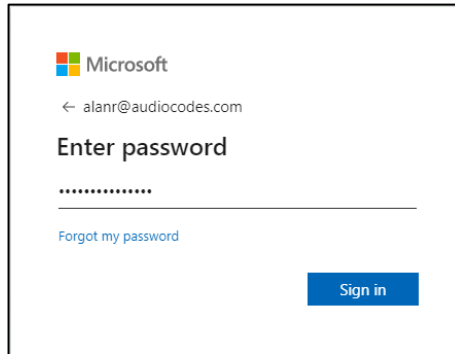 Microsoft
← alanr@audiocodes.com
Enter password
•••••••••••••••
Forgot my password
Sign in